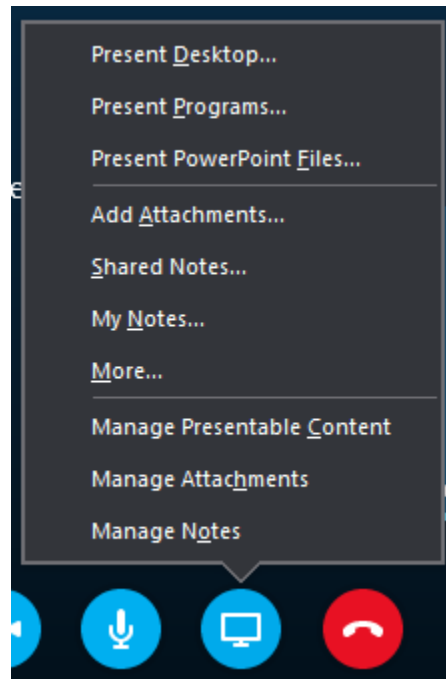 Present Desktop...
Present Programs...
Present PowerPoint Files...
Add Attachments...
Shared Notes...
My Notes...
More...
Manage Presentable Content
Manage Attachments
Manage Notes